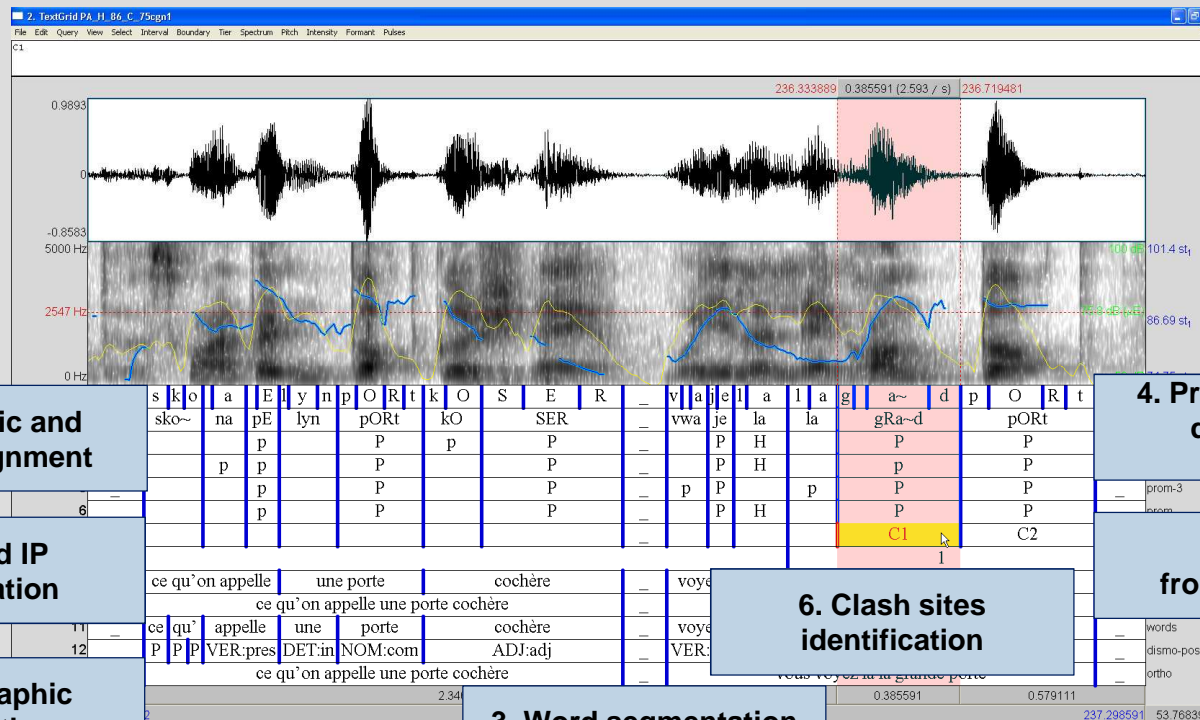 2. TextGrid PA_H_86_C_75cgn1
File Edit Query View Select Interval Boundary Tier Spectrum Pitch Intensity Formant Pulses
C1
236.333889 0.385591 (2.593 / s) 236.719481
0.9893
0
-0.8583
5000 Hz 101.4 st
2547 Hz
86.69 st
0 Hz
s k o a E l y n p O R t k O S E R _ v a j e l a l a g a~ d p O R t
sko~ na pE lyn pORt kO SER _ vwa je la la gRa~d pORt
p P p P _ P H P P
p p P P _ P H p P
_ p P P _ p P p P P _ prom-3
6 p P P _ P H P P prom
_ C1 C2
1
ce qu'on appelle une porte cochère _ voye
ce qu'on appelle une porte cochère _
11 _ ce qu' appelle une porte cochère _ voye _ words
12 P P P VER:pres DET:in NOM:com ADJ:adj _ VER: _ dismo-pos
ce qu'on appelle une porte cochère _ vous voyez la la grande porte _ ortho
0.385591 0.579111
237.298591
ic and
gnment
d IP
ation
aphic
3. Word segmentation
4. Pr
fro
6. Clash sites
identification